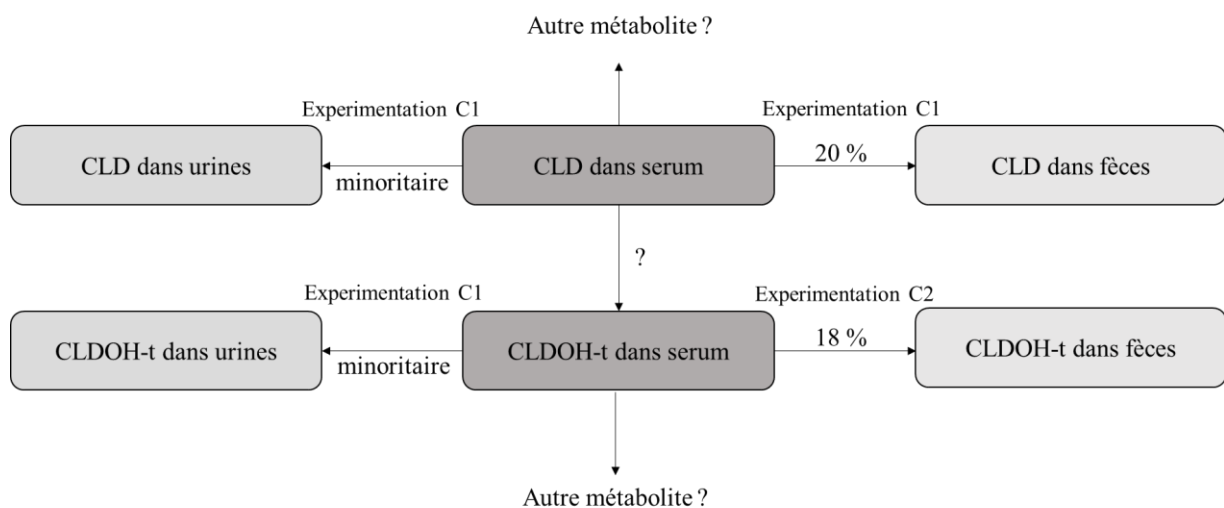 Autre métabolite ?
Experimentation C1
Experimentation C1
CLD dans urines
minoritaire
CLD dans serum
20 %
CLD dans fèces
?
Experimentation C1
Experimentation C2
CLDOH-t dans urines
minoritaire
CLDOH-t dans serum
18 %
CLDOH-t dans fèces
Autre métabolite ?